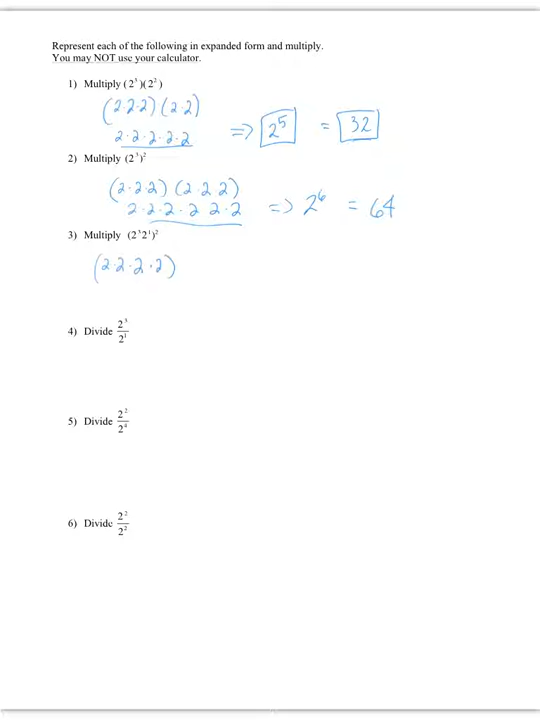 Represent each of the following in expanded form and multiply.
You may NOT use your calculator.
1) Multiply (2³)(2²)
(2·2·2)(2·2)
2·2·2·2·2 => 2⁵ = 32
2) Multiply (2³)²
(2·2·2)(2·2 2)
2·2·2·2 2·2 => 2⁶ = 64
3) Multiply (2³2¹)²
(2·2·2·2)
4) Divide 2³/2¹
5) Divide 2²/2⁴
6) Divide 2²/2²